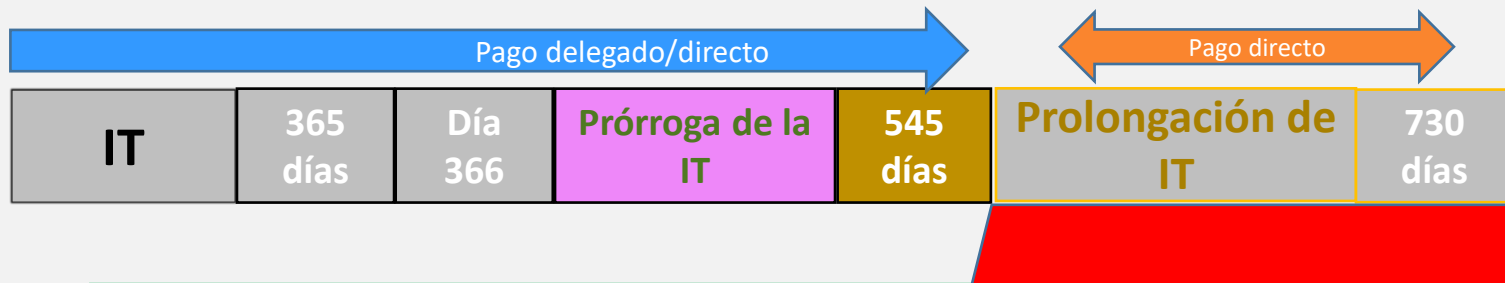 Pago delegado/directo
Pago directo
IT
365
días
Día
366
Prórroga de la
IT
545
días
Prolongación de
IT
730
días